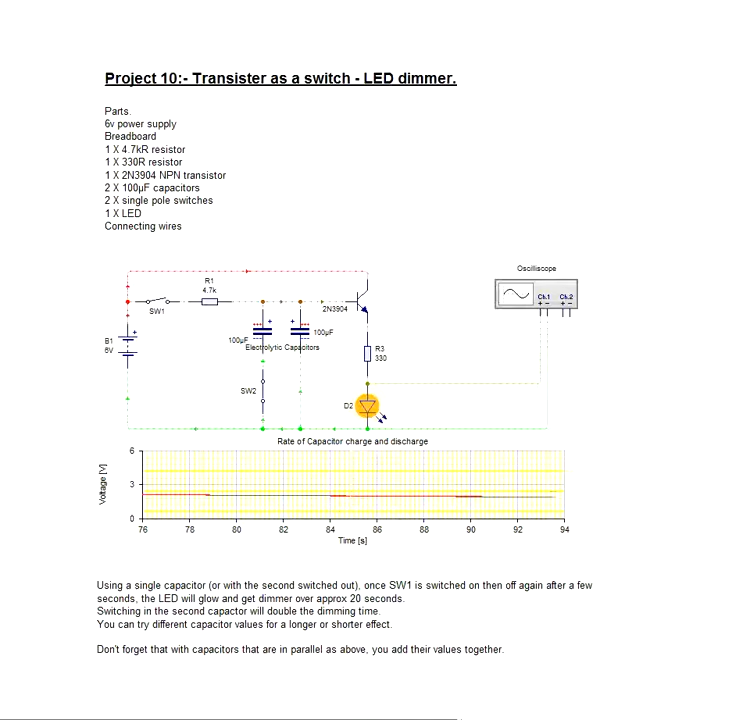 Project 10:- Transister as a switch - LED dimmer.
Parts.
6v power supply
Breadboard
1 X 4.7kR resistor
1 X 330R resistor
1 X 2N3904 NPN transistor
2 X 100µF capacitors
2 X single pole switches
1 X LED
Connecting wires
Oscilliscope
Ch.1 Ch.2
+ - + -
R1
4.7k
SW1
2N3904
B1
6V
+
100µF
+
+
100µF
Electrolytic Capacitors
R3
330
SW2
D2
Rate of Capacitor charge and discharge
Voltage [V]
6
3
0
76 78 80 82 84 86 88 90 92 94
Time [s]
Using a single capacitor (or with the second switched out), once SW1 is switched on then off again after a few
seconds, the LED will glow and get dimmer over approx 20 seconds.
Switching in the second capactor will double the dimming time.
You can try different capacitor values for a longer or shorter effect.
Don't forget that with capacitors that are in parallel as above, you add their values together.